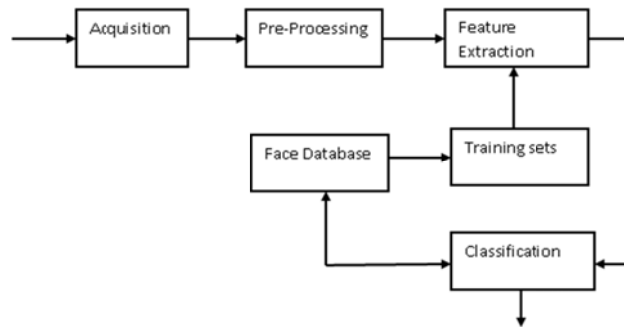 Acquisition
Pre-Processing
Feature
Extraction
Face Database
Training sets
Classification